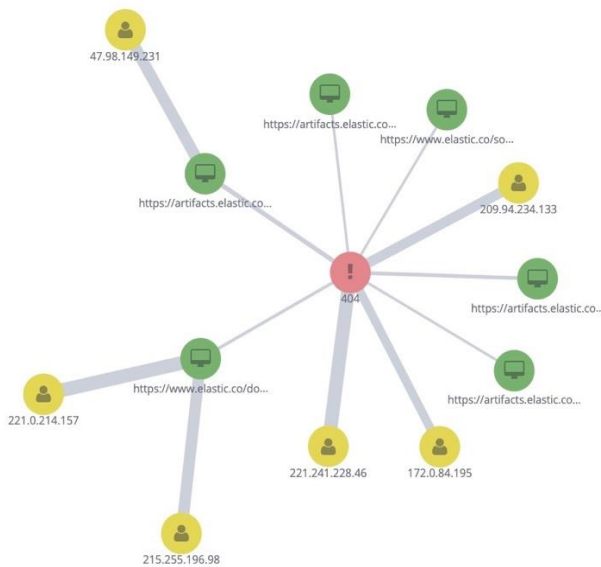 47.98.149.231
https://artifacts.elastic.co...
https://www.elastic.co/so...
https://artifacts.elastic.co...
209.94.234.133
!
404
https://artifacts.elastic.co...
https://www.elastic.co/do...
https://artifacts.elastic.co...
221.0.214.157
221.241.228.46
172.0.84.195
215.255.196.98